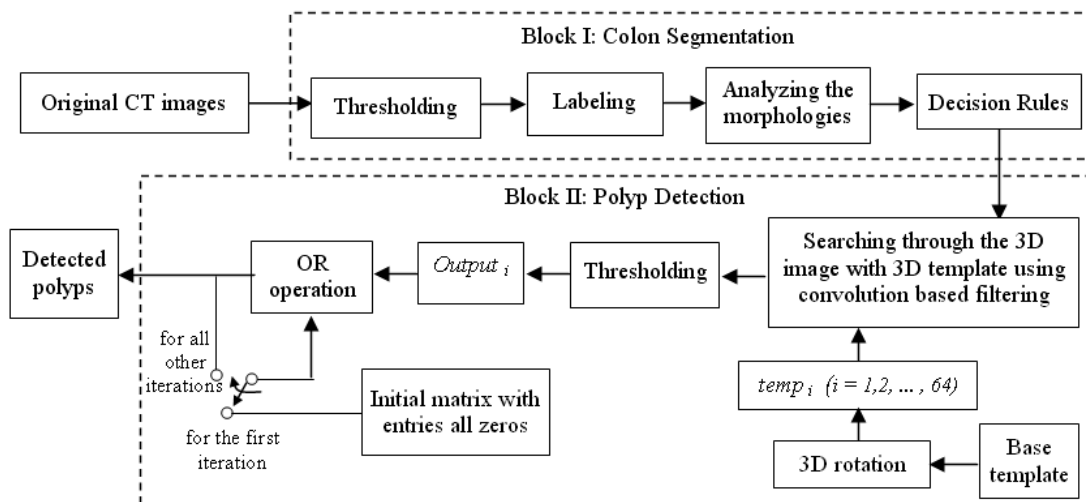 Block I: Colon Segmentation
Original CT images
Thresholding
Labeling
Analyzing the
morphologies
Decision Rules
Block II: Polyp Detection
Searching through the 3D
image with 3D template using
convolution based filtering
Thresholding
Output i
OR
operation
Detected
polyps
for all
other
iterations
for the first
iteration
Initial matrix with
entries all zeros
temp i (i = 1,2, ... , 64)
3D rotation
Base
template